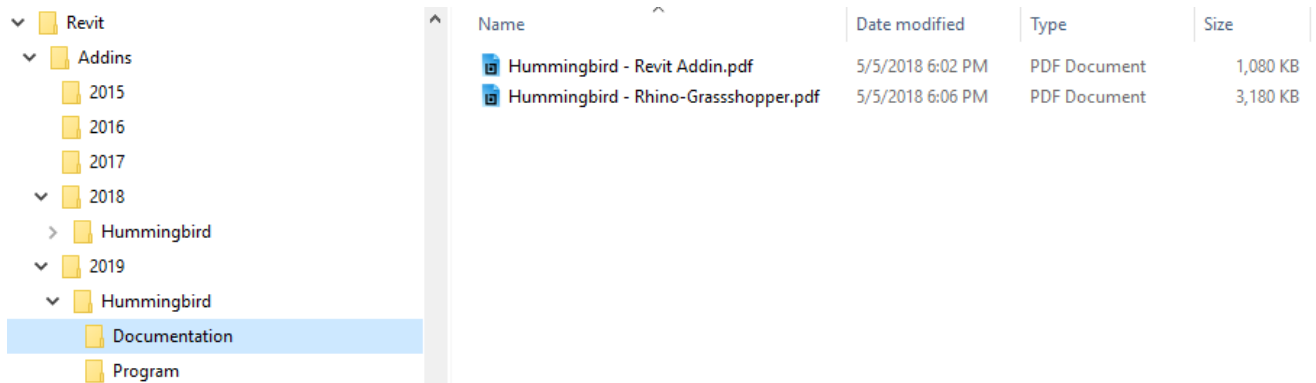 Revit
Addins
2015
2016
2017
2018
Hummingbird
2019
Hummingbird
Documentation
Program
Name Date modified Type Size
Hummingbird - Revit Addin.pdf 5/5/2018 6:02 PM PDF Document 1,080 KB
Hummingbird - Rhino-Grassshopper.pdf 5/5/2018 6:06 PM PDF Document 3,180 KB